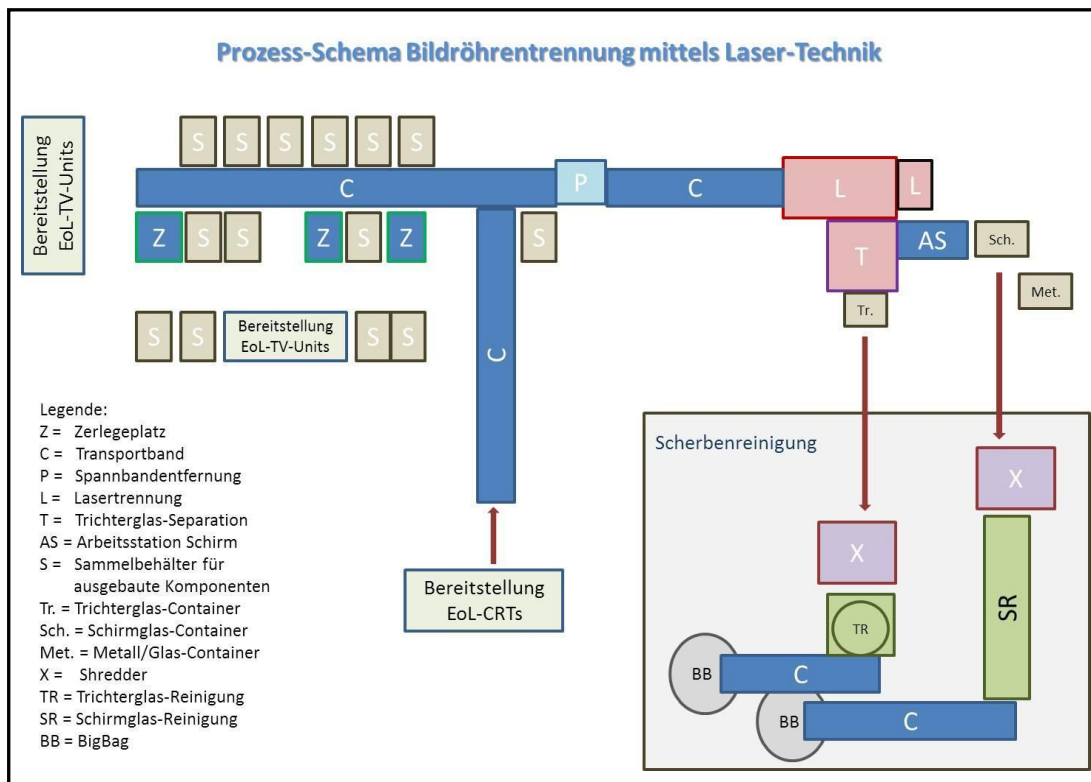 Prozess-Schema Bildröhrentrennung mittels Laser-Technik
Bereitstellung
EoL-TV-Units
S S S S S S
C P C L L
Z S S Z S Z S
T AS Sch.
Met.
Tr.
S S
Bereitstellung
EoL-TV-Units
S S
C
Bereitstellung
EoL-CRTs
Legende:
Z = Zerlegeplatz
C = Transportband
P = Spannbandentfernung
L = Lasertrennung
T = Trichterglas-Separation
AS = Arbeitsstation Schirm
S = Sammelbehälter für
ausgebaute Komponenten
Tr. = Trichterglas-Container
Sch. = Schirmglas-Container
Met. = Metall/Glas-Container
X = Shredder
TR = Trichterglas-Reinigung
SR = Schirmglas-Reinigung
BB = BigBag
Scherbenreinigung
X
X
TR
SR
BB C
BB C